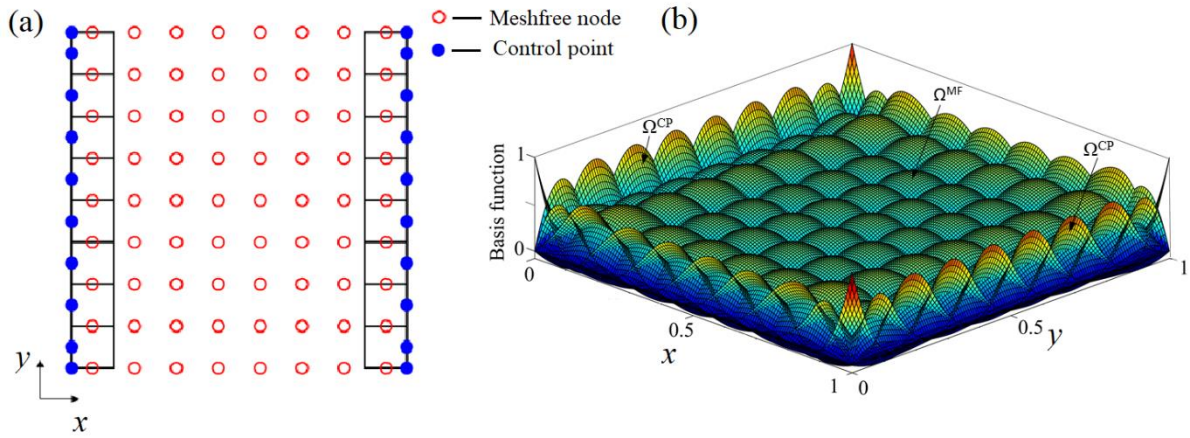 (a)
Meshfree node
Control point
y
x
(b)
Ω^MF
Ω^CP
Ω^CP
Basis function
1
0
0
0.5
1
x
0
0.5
1
y